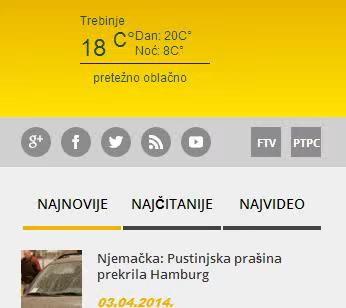 Trebinje
18 C° Dan: 20C°
Noć: 8C°
pretežno oblačno
g+
f
FTV
PTPC
NAJNOVIJE
NAJČITANIJE
NAJVIDEO
Njemačka: Pustinjska prašina
prekrila Hamburg
03.04.2014.